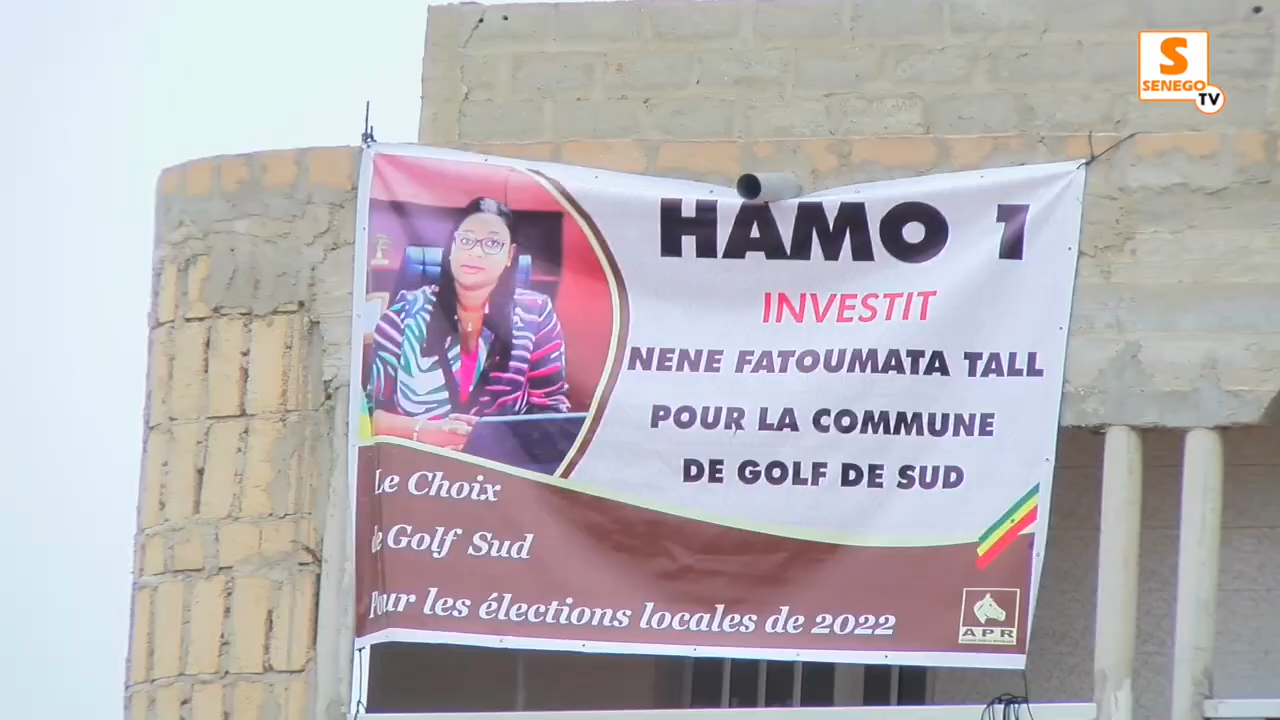 S
SENEGO
TV
HAMO 1
INVESTIT
NENE FATOUMATA TALL
POUR LA COMMUNE
DE GOLF DE SUD
Le Choix
de Golf Sud
Pour les élections locales de 2022
APR